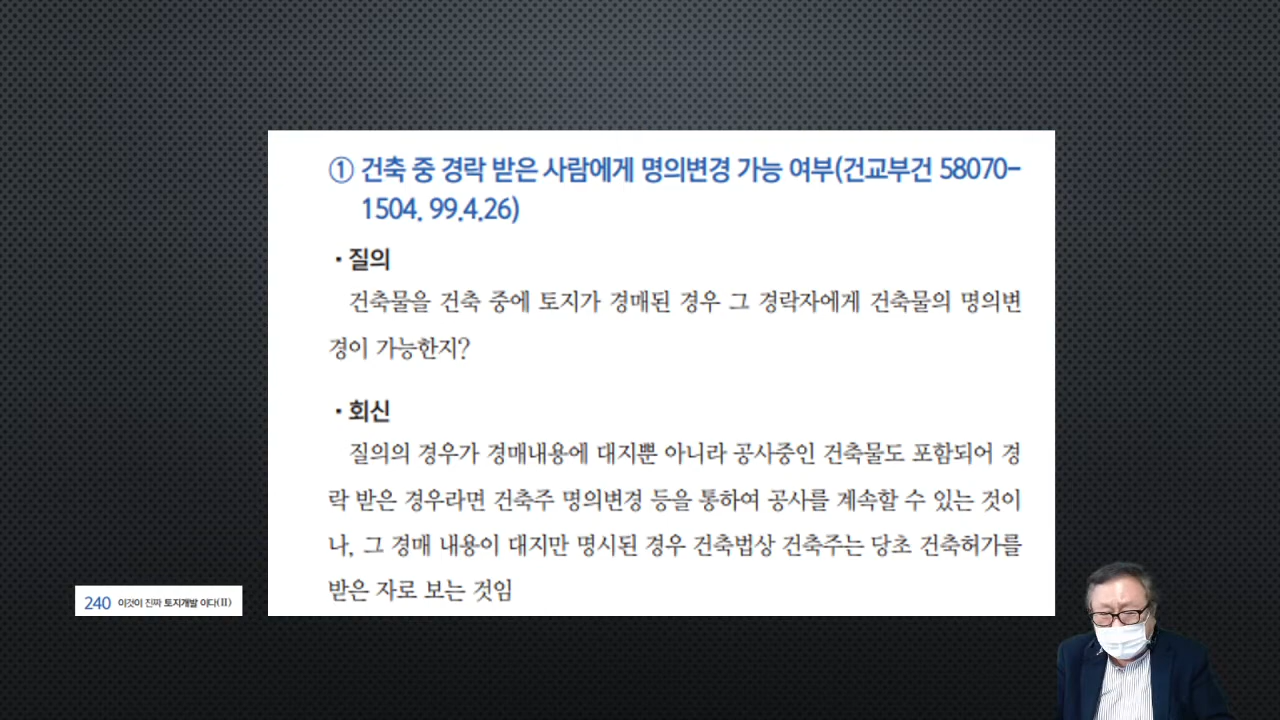 ① 건축 중 경락 받은 사람에게 명의변경 가능 여부(건교부건 58070-
1504. 99.4.26)
• 질의
건축물을 건축 중에 토지가 경매된 경우 그 경락자에게 건축물의 명의변
경이 가능한지?
• 회신
질의의 경우가 경매내용에 대지뿐 아니라 공사중인 건축물도 포함되어 경
락 받은 경우라면 건축주 명의변경 등을 통하여 공사를 계속할 수 있는 것이
나, 그 경매 내용이 대지만 명시된 경우 건축법상 건축주는 당초 건축허가를
받은 자로 보는 것임
240 이것이 진짜 토지개발 이다(II)